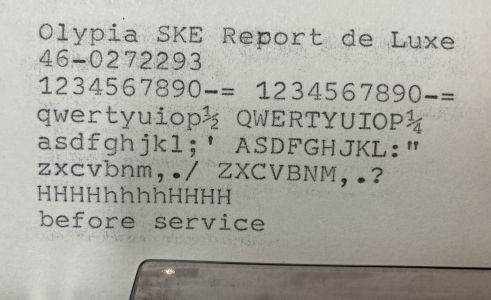 Olypia SKE Report de Luxe
46-0272293
1234567890-= 1234567890-=
qwertyuiop½ QWERTYUIOP¼
asdfghjkl;' ASDFGHJKL:"
zxcvbnm,./ ZXCVBNM,.?
HHHHhhhhHHHH
before service